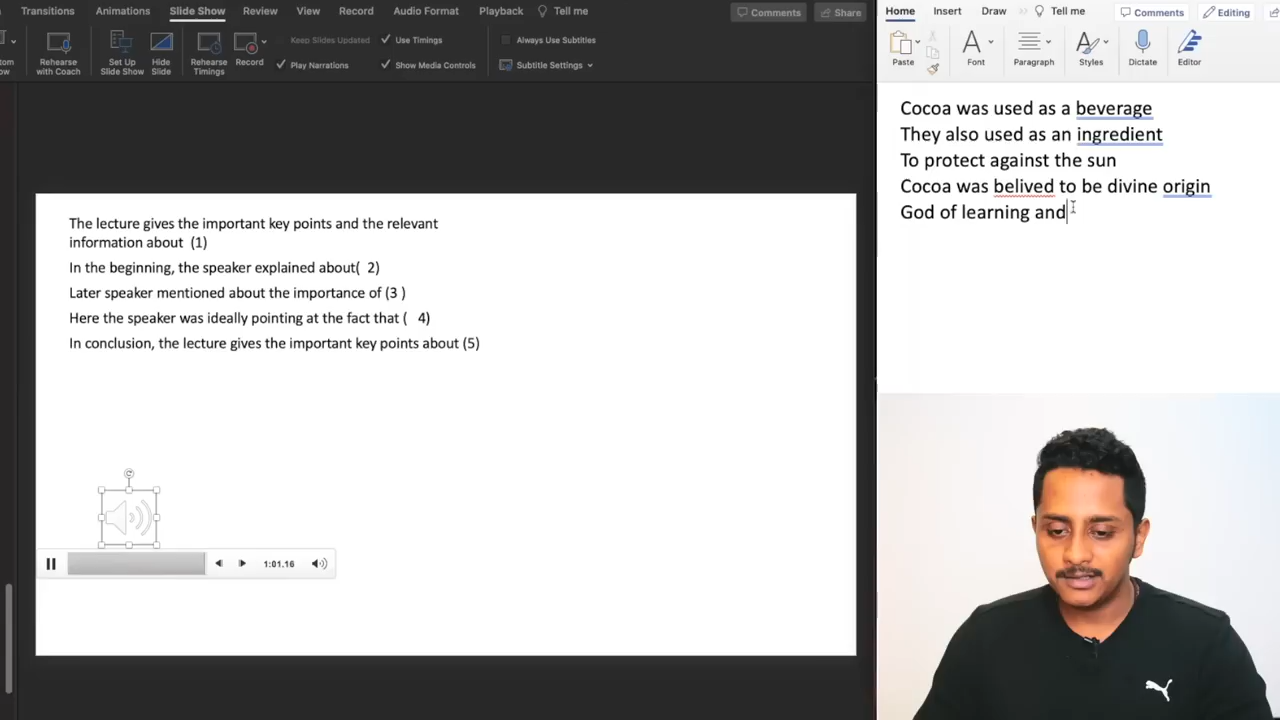 Transitions Animations Slide Show Review View Record Audio Format Playback Tell me Comments Share
Keep Slides Updated Use Timings Always Use Subtitles
Rehearse with Coach Set Up Slide Show Hide Slide Rehearse Timings Record Play Narrations Show Media Controls Subtitle Settings
Home Insert Draw Tell me Comments Editing
Paste Font Paragraph Styles Dictate Editor
The lecture gives the important key points and the relevant
information about (1)
In the beginning, the speaker explained about( 2)
Later speaker mentioned about the importance of (3 )
Here the speaker was ideally pointing at the fact that ( 4)
In conclusion, the lecture gives the important key points about (5)
1:01.16
Cocoa was used as a beverage
They also used as an ingredient
To protect against the sun
Cocoa was belived to be divine origin
God of learning and